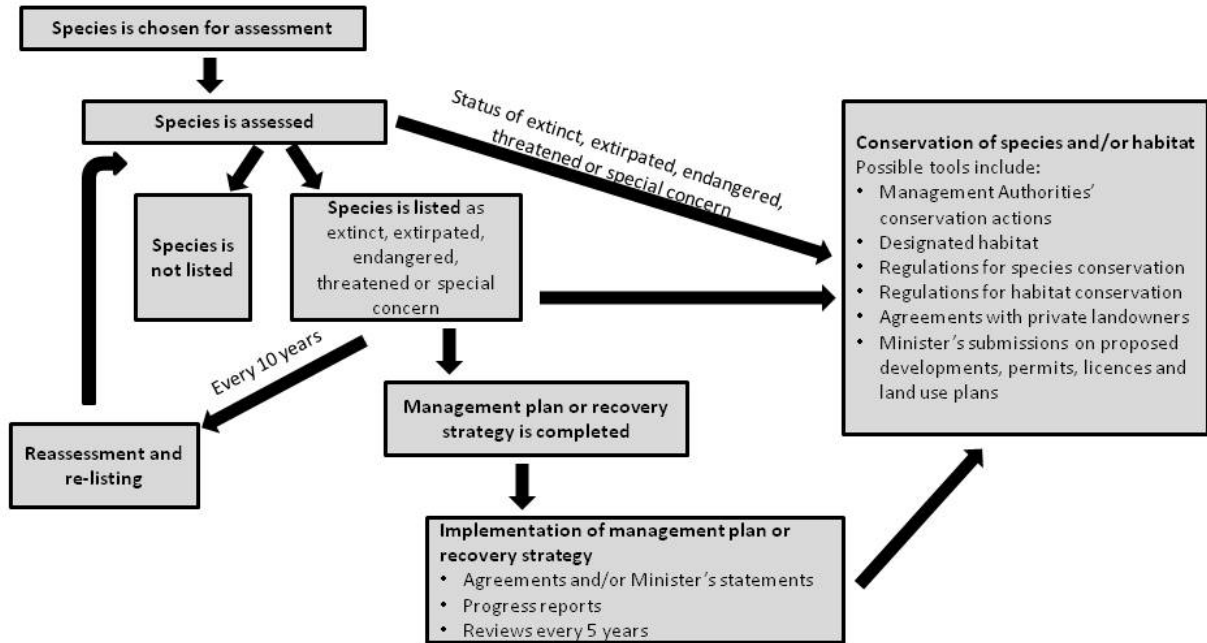 Species is chosen for assessment
Species is assessed
Status of extinct, extirpated, endangered,
threatened or special concern
Species is
not listed
Species is listed as
extinct, extirpated,
endangered,
threatened or special
concern
Every 10 years
Reassessment and
re-listing
Management plan or recovery
strategy is completed
Implementation of management plan or
recovery strategy
• Agreements and/or Minister's statements
• Progress reports
• Reviews every 5 years
Conservation of species and/or habitat
Possible tools include:
• Management Authorities'
conservation actions
• Designated habitat
• Regulations for species conservation
• Regulations for habitat conservation
• Agreements with private landowners
• Minister's submissions on proposed
developments, permits, licences and
land use plans